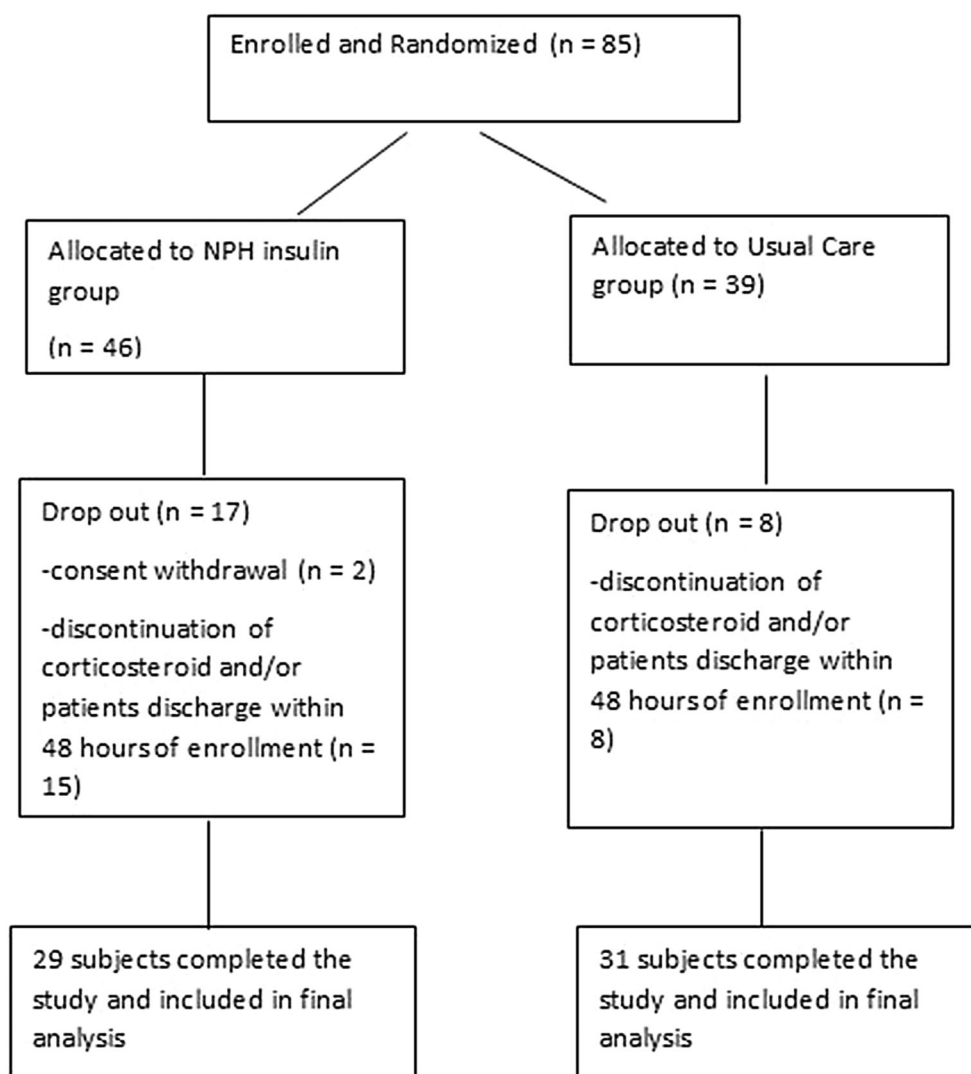 Enrolled and Randomized (n = 85)
Allocated to NPH insulin
group
(n = 46)
Allocated to Usual Care
group (n = 39)
Drop out (n = 17)
-consent withdrawal (n = 2)
-discontinuation of
corticosteroid and/or
patients discharge within
48 hours of enrollment (n =
15)
Drop out (n = 8)
-discontinuation of
corticosteroid and/or
patients discharge within
48 hours of enrollment (n =
8)
29 subjects completed the
study and included in final
analysis
31 subjects completed the
study and included in final
analysis